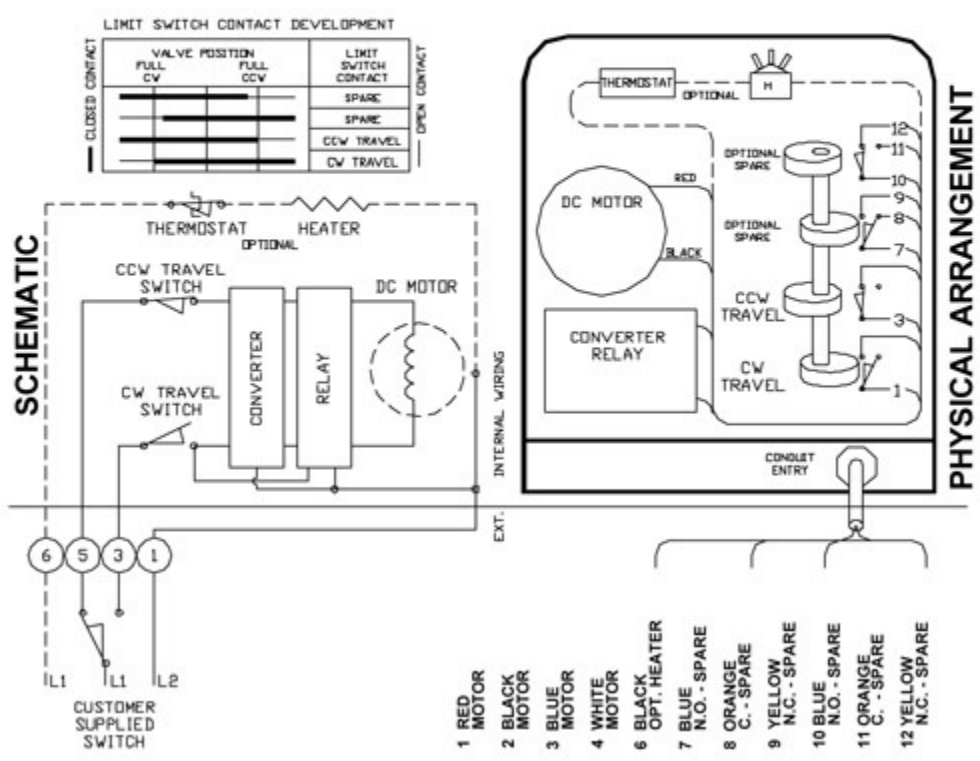 LIMIT SWITCH CONTACT DEVELOPMENT
CLOSED CONTACT
VALVE POSITION
FULL CW
FULL CCW
LIMIT SWITCH CONTACT
SPARE
SPARE
CCW TRAVEL
CW TRAVEL
OPEN CONTACT
SCHEMATIC
THERMOSTAT
HEATER
OPTIONAL
CCW TRAVEL
SWITCH
DC MOTOR
CONVERTER
RELAY
CW TRAVEL
SWITCH
INTERNAL WIRING
EXT.
6
5
3
1
L1
L1
L2
CUSTOMER
SUPPLIED
SWITCH
PHYSICAL ARRANGEMENT
THERMOSTAT
OPTIONAL
H
DC MOTOR
RED
BLACK
CONVERTER
RELAY
OPTIONAL
SPARE
OPTIONAL
SPARE
CCW
TRAVEL
CW
TRAVEL
12
11
10
9
8
7
3
1
CONDUIT
ENTRY
1 RED
MOTOR
2 BLACK
MOTOR
3 BLUE
MOTOR
4 WHITE
MOTOR
6 BLACK
OPT. HEATER
7 BLUE
N.O. - SPARE
8 ORANGE
C. - SPARE
9 YELLOW
N.C. - SPARE
10 BLUE
N.O. - SPARE
11 ORANGE
C. - SPARE
12 YELLOW
N.C. - SPARE